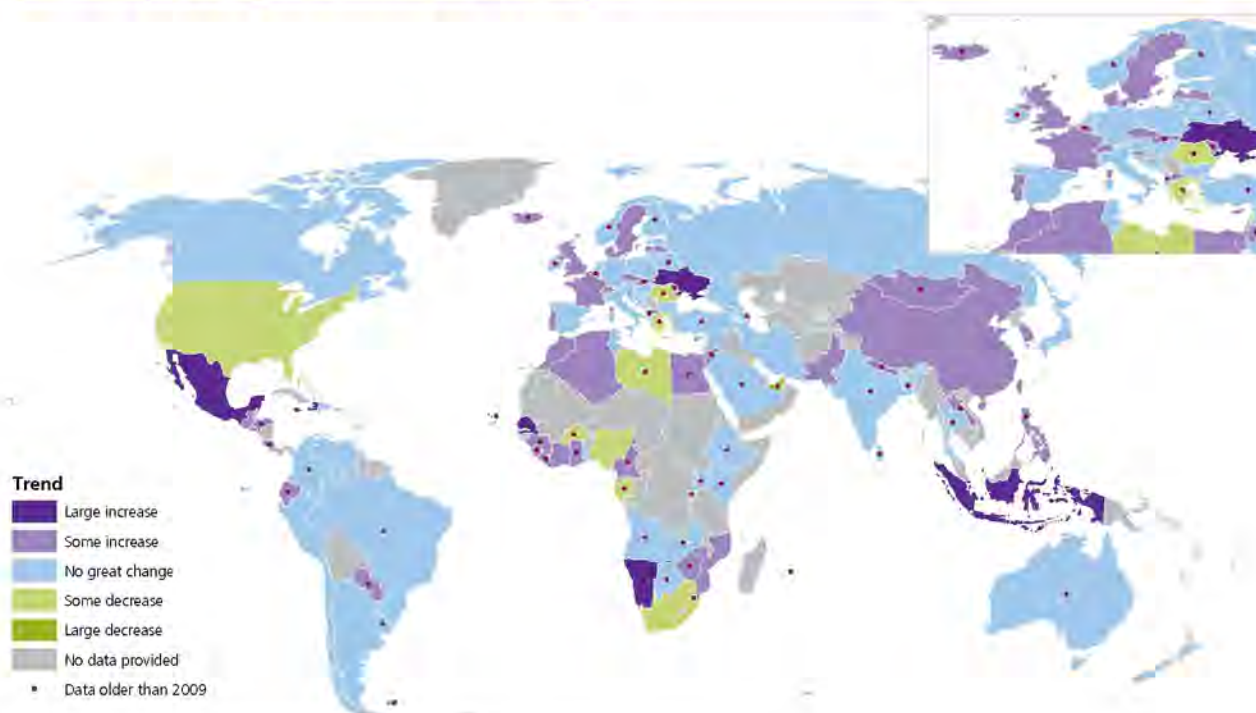 Trend
Large increase
Some increase
No great change
Some decrease
Large decrease
No data provided
Data older than 2009